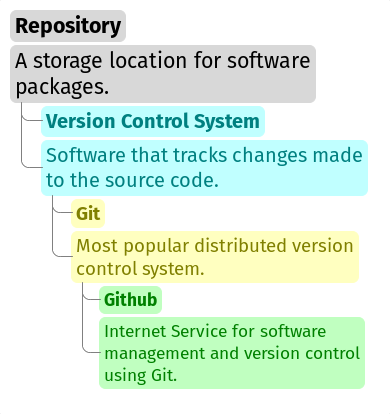 Repository
A storage location for software
packages.
Version Control System
Software that tracks changes made
to the source code.
Git
Most popular distributed version
control system.
Github
Internet Service for software
management and version control
using Git.